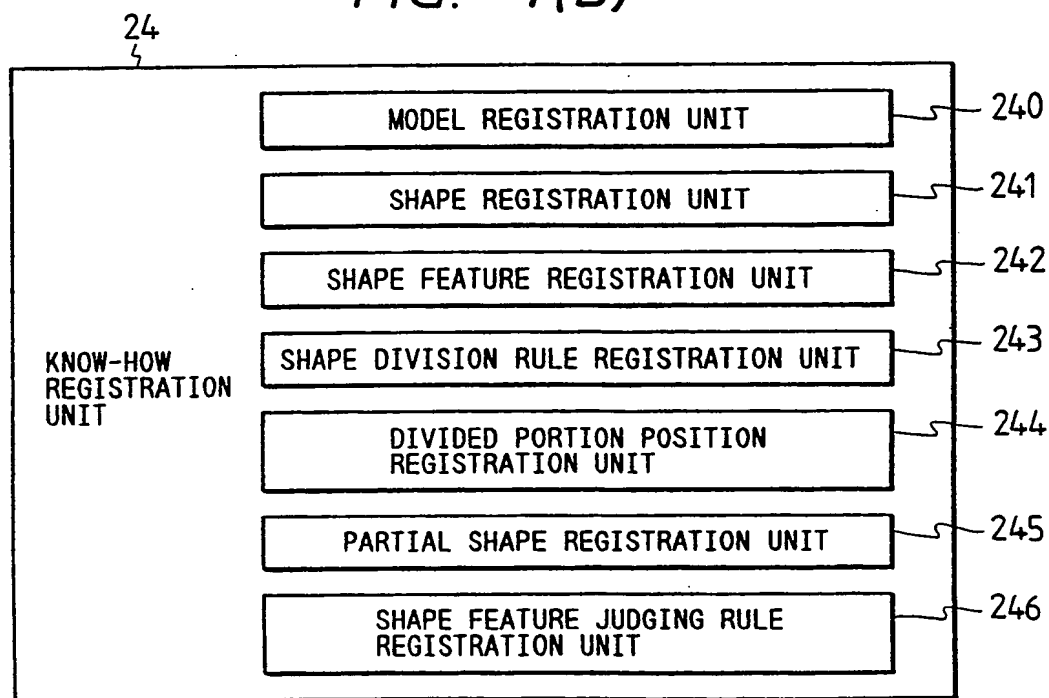 FIG. 4(B)
24
MODEL REGISTRATION UNIT
240
SHAPE REGISTRATION UNIT
241
SHAPE FEATURE REGISTRATION UNIT
242
KNOW-HOW
REGISTRATION
UNIT
SHAPE DIVISION RULE REGISTRATION UNIT
243
DIVIDED PORTION POSITION
REGISTRATION UNIT
244
PARTIAL SHAPE REGISTRATION UNIT
245
SHAPE FEATURE JUDGING RULE
REGISTRATION UNIT
246